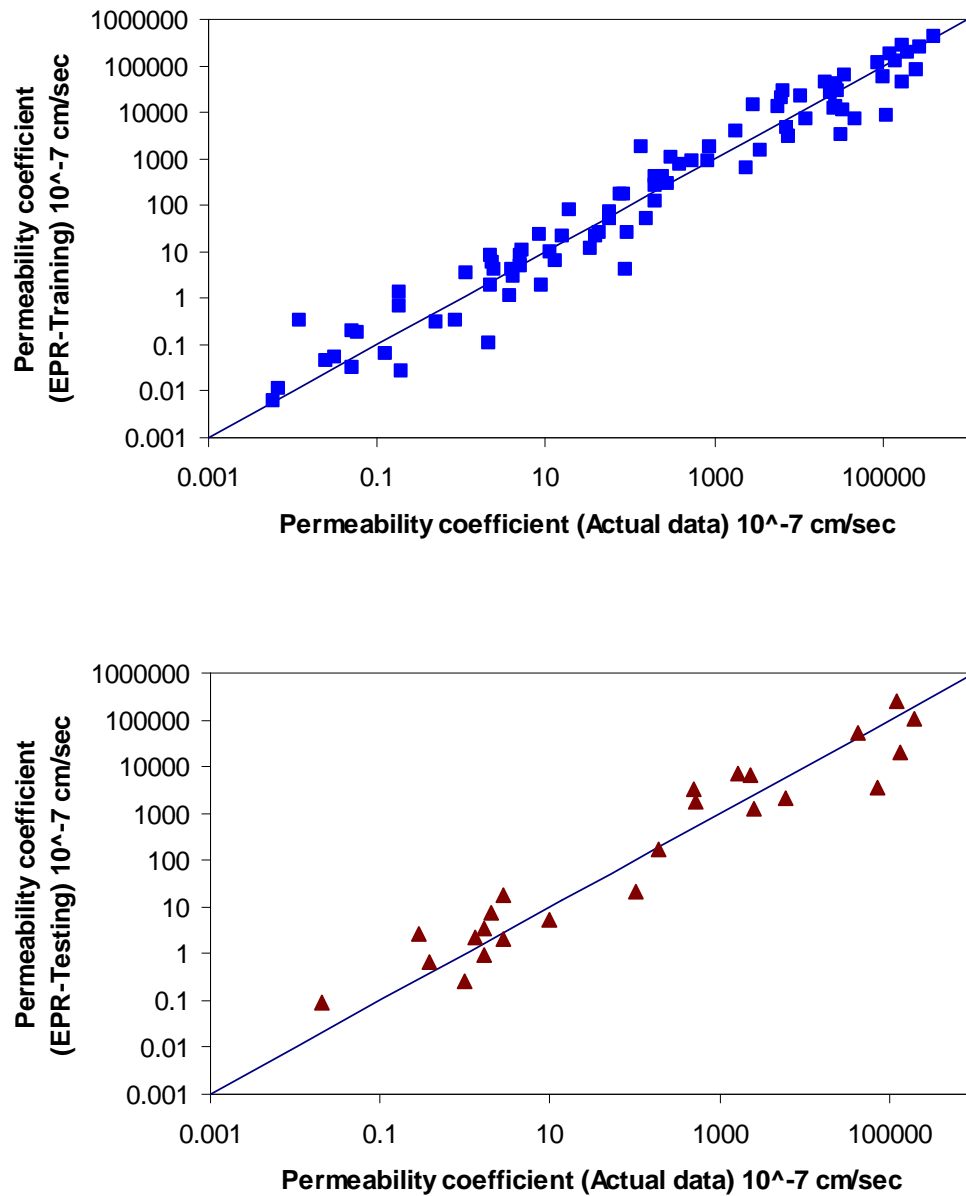 1000000
100000
10000
1000
100
10
1
0.1
0.01
0.001
Permeability coefficient
(EPR-Training) 10^-7 cm/sec
0.001 0.1 10 1000 100000
Permeability coefficient (Actual data) 10^-7 cm/sec
1000000
100000
10000
1000
100
10
1
0.1
0.01
0.001
Permeability coefficient
(EPR-Testing) 10^-7 cm/sec
0.001 0.1 10 1000 100000
Permeability coefficient (Actual data) 10^-7 cm/sec